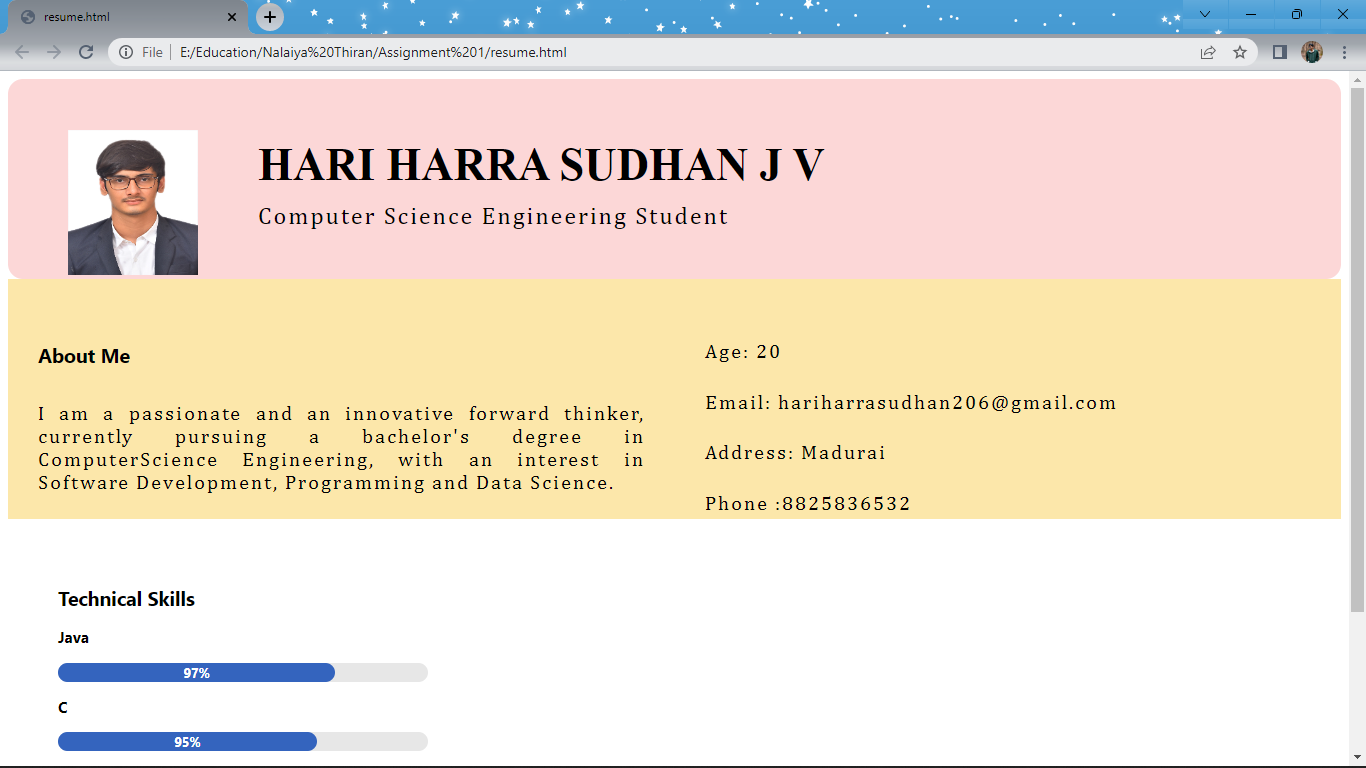 resume.html
File
E:/Education/Nalaiya%20Thiran/Assignment%201/resume.html
HARI HARRA SUDHAN J V
Computer Science Engineering Student
About Me
I am a passionate and an innovative forward thinker,
currently pursuing a bachelor's degree in
ComputerScience Engineering, with an interest in
Software Development, Programming and Data Science.
Age: 20
Email: hariharrasudhan206@gmail.com
Address: Madurai
Phone :8825836532
Technical Skills
Java
97%
C
95%